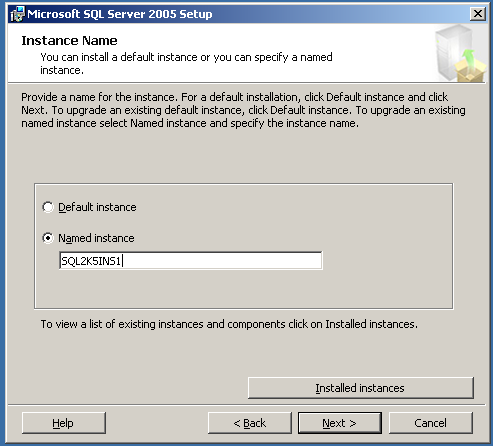 Microsoft SQL Server 2005 Setup
Instance Name
You can install a default instance or you can specify a named
instance.
Provide a name for the instance. For a default installation, click Default instance and click
Next. To upgrade an existing default instance, click Default instance. To upgrade an existing
named instance select Named instance and specify the instance name.
Default instance
Named instance
SQL2K5INS1
To view a list of existing instances and components click on Installed instances.
Installed instances
Help
< Back
Next >
Cancel